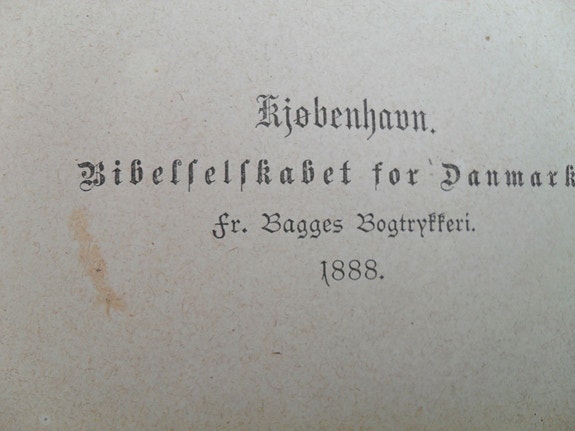 Kjøbenhavn.
Bibelſelſkabet for Danmark
Fr. Bagges Bogtrykkeri.
1888.